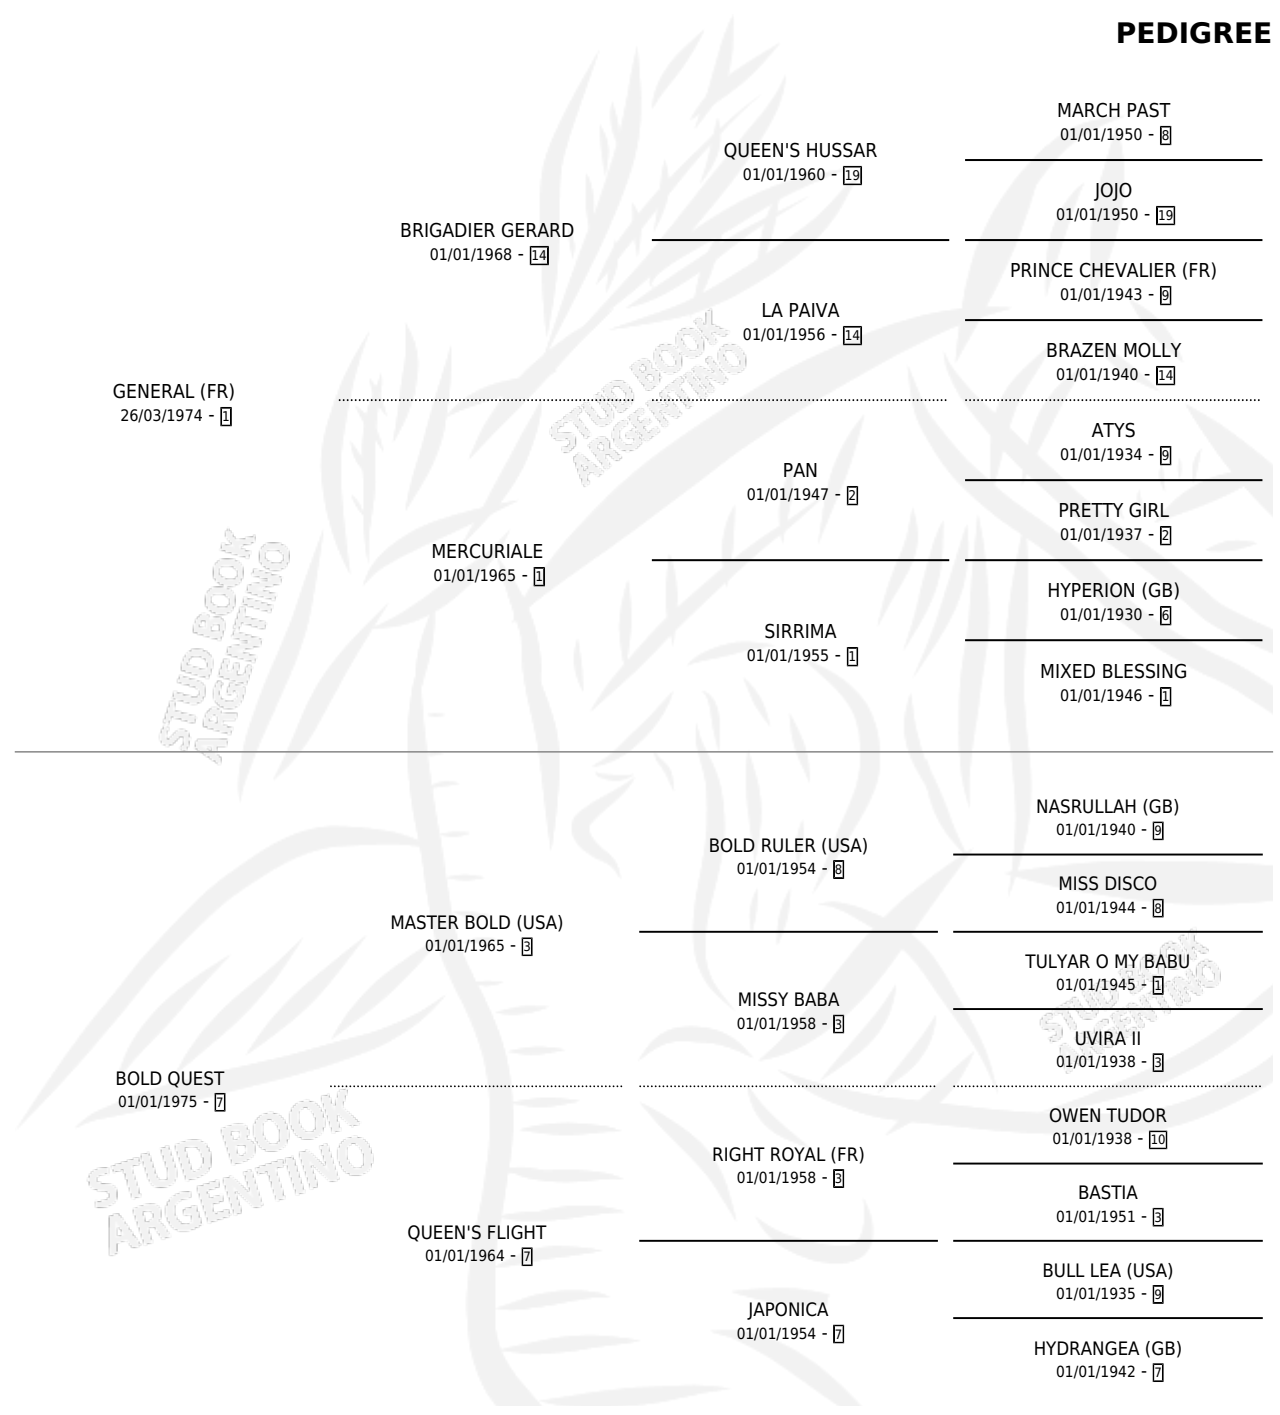 PEDIGREE
MARCH PAST
01/01/1950 - 8
QUEEN'S HUSSAR
01/01/1960 - 19
JOJO
01/01/1950 - 19
BRIGADIER GERARD
01/01/1968 - 14
PRINCE CHEVALIER (FR)
01/01/1943 - 9
LA PAIVA
01/01/1956 - 14
BRAZEN MOLLY
01/01/1940 - 14
GENERAL (FR)
26/03/1974 - 1
ATYS
01/01/1934 - 9
PAN
01/01/1947 - 2
PRETTY GIRL
01/01/1937 - 2
MERCURIALE
01/01/1965 - 1
HYPERION (GB)
01/01/1930 - 6
SIRRIMA
01/01/1955 - 1
MIXED BLESSING
01/01/1946 - 1
NASRULLAH (GB)
01/01/1940 - 9
BOLD RULER (USA)
01/01/1954 - 8
MISS DISCO
01/01/1944 - 8
MASTER BOLD (USA)
01/01/1965 - 3
TULYAR O MY BABU
01/01/1945 - 1
MISSY BABA
01/01/1958 - 3
UVIRA II
01/01/1938 - 3
BOLD QUEST
01/01/1975 - 7
OWEN TUDOR
01/01/1938 - 10
RIGHT ROYAL (FR)
01/01/1958 - 3
BASTIA
01/01/1951 - 3
QUEEN'S FLIGHT
01/01/1964 - 7
BULL LEA (USA)
01/01/1935 - 9
JAPONICA
01/01/1954 - 7
HYDRANGEA (GB)
01/01/1942 - 7
STUD BOOK
ARGENTINO
STUD BOOK
ARGENTINO
STUD BOOK
ARGENTINO
STUD BOOK
ARGENTINO